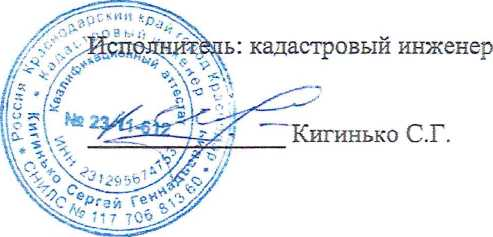 Исполнитель: кадастровый инженер
Кигинько С.Г.
* Россия Краснодарский край город
* Кадастровый инженер *
Квалификационный аттестат
№ 23-11-612
ИНН 231295674753
Кигинько Сергей Геннадьевич
* СНИЛС № 117 706 813 60 *